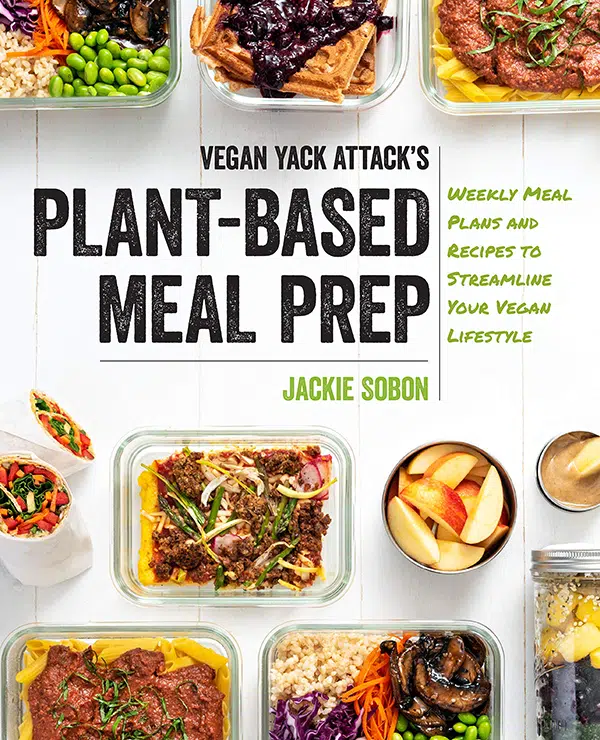 VEGAN YACK ATTACK'S
PLANT-BASED
MEAL PREP
JACKIE SOBON
WEEKLY MEAL
PLANS AND
RECIPES TO
STREAMLINE
YOUR VEGAN
LIFESTYLE